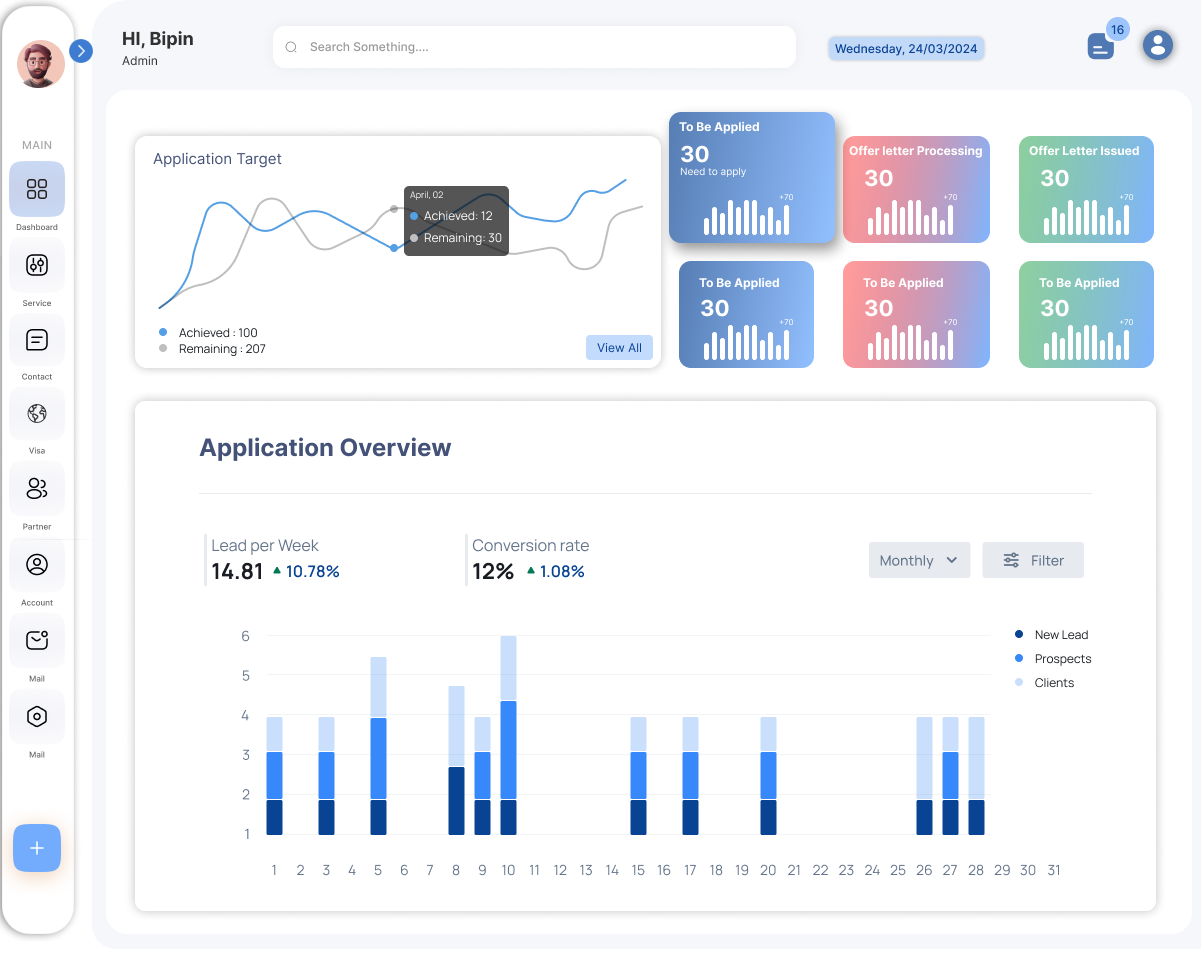 HI, Bipin
Admin
Search Something....
Wednesday, 24/03/2024
16
MAIN
Dashboard
Service
Contact
Visa
Partner
Account
Mail
Mail
+
Application Target
April, 02
Achieved: 12
Remaining: 30
Achieved : 100
Remaining : 207
View All
To Be Applied
30
Need to apply
+70
Offer letter Processing
30
+70
Offer Letter Issued
30
+70
To Be Applied
30
+70
To Be Applied
30
+70
To Be Applied
30
+70
Application Overview
Lead per Week
14.81 10.78%
Conversion rate
12% 1.08%
Monthly
Filter
6
5
4
3
2
1
1 2 3 4 5 6 7 8 9 10 11 12 13 14 15 16 17 18 19 20 21 22 23 24 25 26 27 28 29 30 31
New Lead
Prospects
Clients